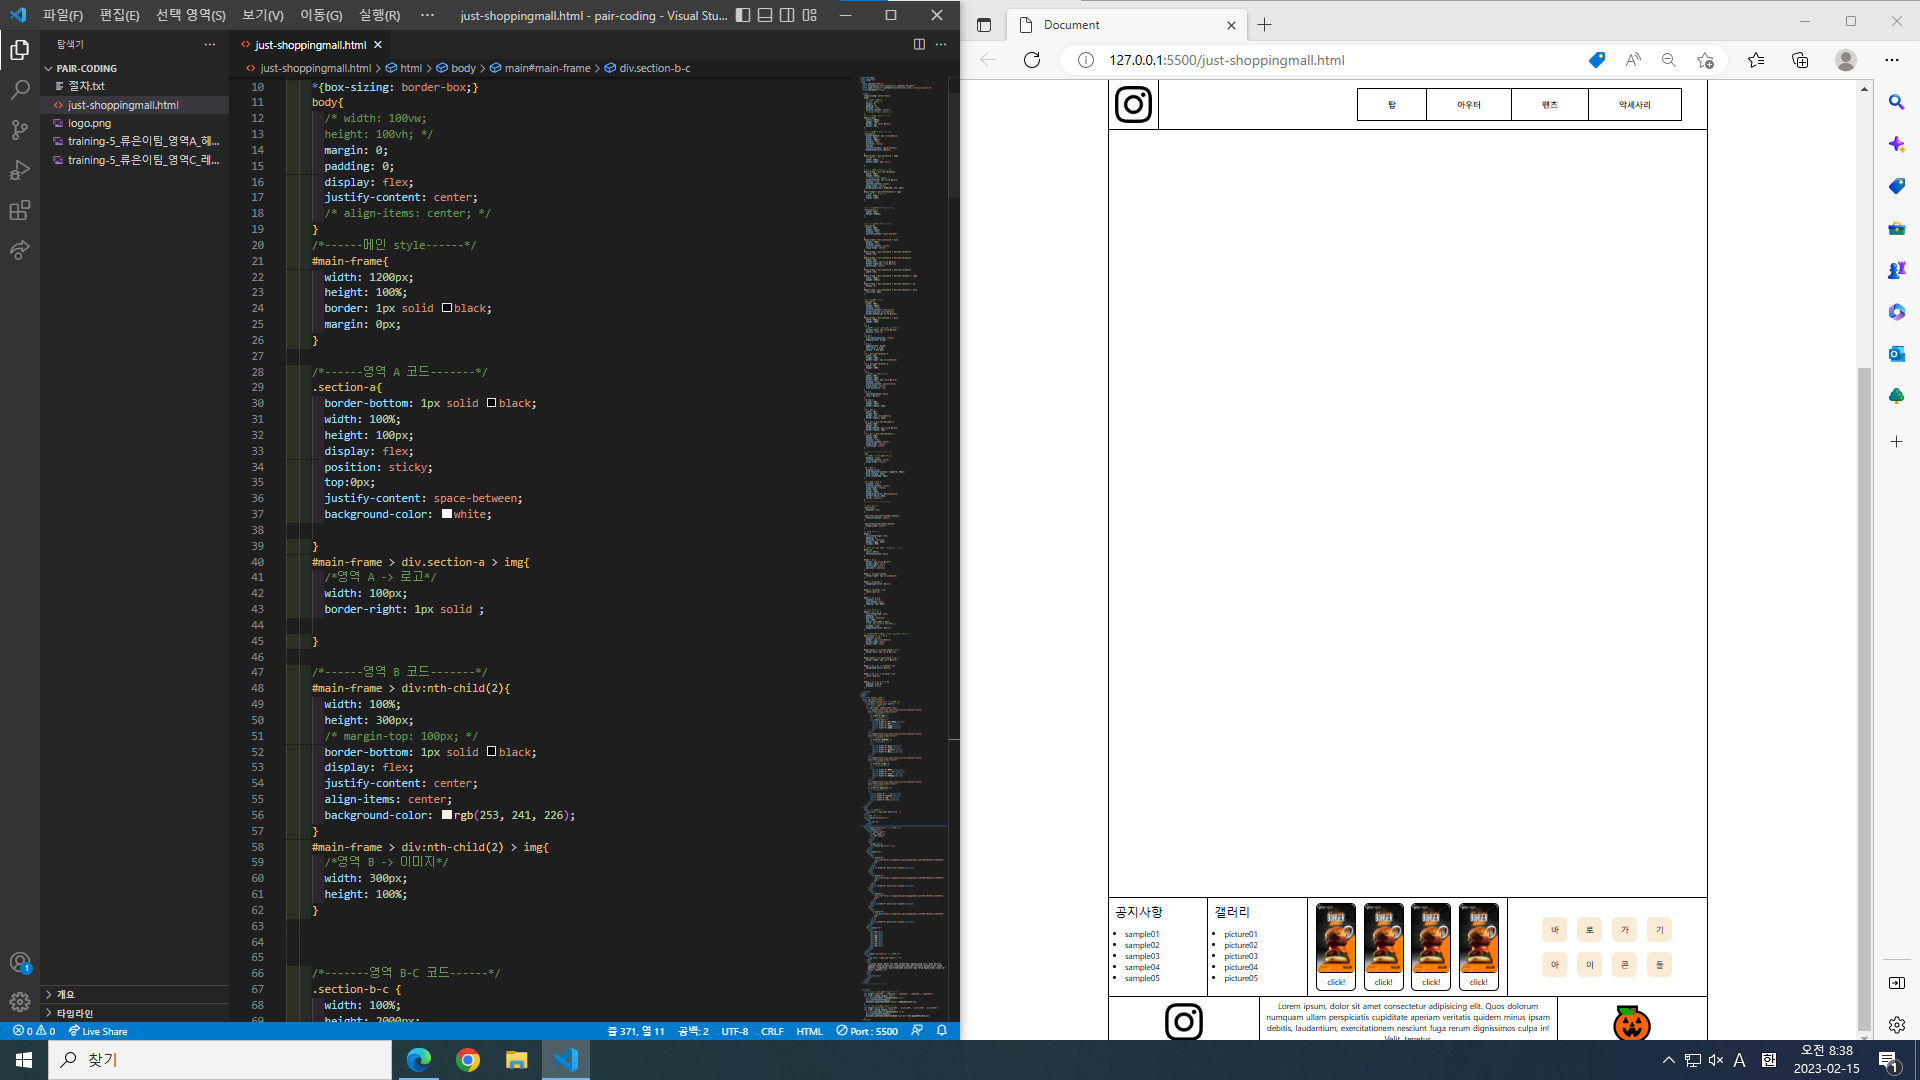 파일(F) 편집(E) 선택 영역(S) 보기(V) 이동(G) 실행(R) ··· just-shoppingmall.html - pair-coding - Visual Stu...
탐색기
PAIR-CODING
절차.txt
just-shoppingmall.html
logo.png
training-5_류은이팀_영역A_헤...
training-5_류은이팀_영역C_레...
개요
타임라인
just-shoppingmall.html
just-shoppingmall.html > html > body > main#main-frame > div.section-b-c
10 *{box-sizing: border-box;}
11 body{
12 /* width: 100vw;
13 height: 100vh; */
14 margin: 0;
15 padding: 0;
16 display: flex;
17 justify-content: center;
18 /* align-items: center; */
19 }
20 /*------메인 style------*/
21 #main-frame{
22 width: 1200px;
23 height: 100%;
24 border: 1px solid black;
25 margin: 0px;
26 }
27
28 /*------영역 A 코드-------*/
29 .section-a{
30 border-bottom: 1px solid black;
31 width: 100%;
32 height: 100px;
33 display: flex;
34 position: sticky;
35 top:0px;
36 justify-content: space-between;
37 background-color: white;
38
39 }
40 #main-frame > div.section-a > img{
41 /*영역 A -> 로고*/
42 width: 100px;
43 border-right: 1px solid ;
44
45 }
46
47 /*------영역 B 코드-------*/
48 #main-frame > div:nth-child(2){
49 width: 100%;
50 height: 300px;
51 /* margin-top: 100px; */
52 border-bottom: 1px solid black;
53 display: flex;
54 justify-content: center;
55 align-items: center;
56 background-color: rgb(253, 241, 226);
57 }
58 #main-frame > div:nth-child(2) > img{
59 /*영역 B -> 이미지*/
60 width: 300px;
61 height: 100%;
62 }
63
64
65
66 /*-------영역 B-C 코드------*/
67 .section-b-c {
68 width: 100%;
69 height: 2000px;
0 0 Live Share 줄 371, 열 11 공백: 2 UTF-8 CRLF HTML Port : 5500
Document
127.0.0.1:5500/just-shoppingmall.html
탑 아우터 팬츠 악세사리
공지사항
sample01
sample02
sample03
sample04
sample05
갤러리
picture01
picture02
picture03
picture04
picture05
BURGER BURGER BURGER BURGER
click! click! click! click!
바 로 가 기
아 이 콘 들
Lorem ipsum, dolor sit amet consectetur adipisicing elit. Quos dolorum
numquam ullam perspiciatis cupiditate aperiam veritatis quidem minus ipsam
debitis, laudantium, exercitationem nesciunt fuga rerum dignissimos culpa in!
Velit, tenetur.
찾기
A 한 오전 8:38
2023-02-15
1